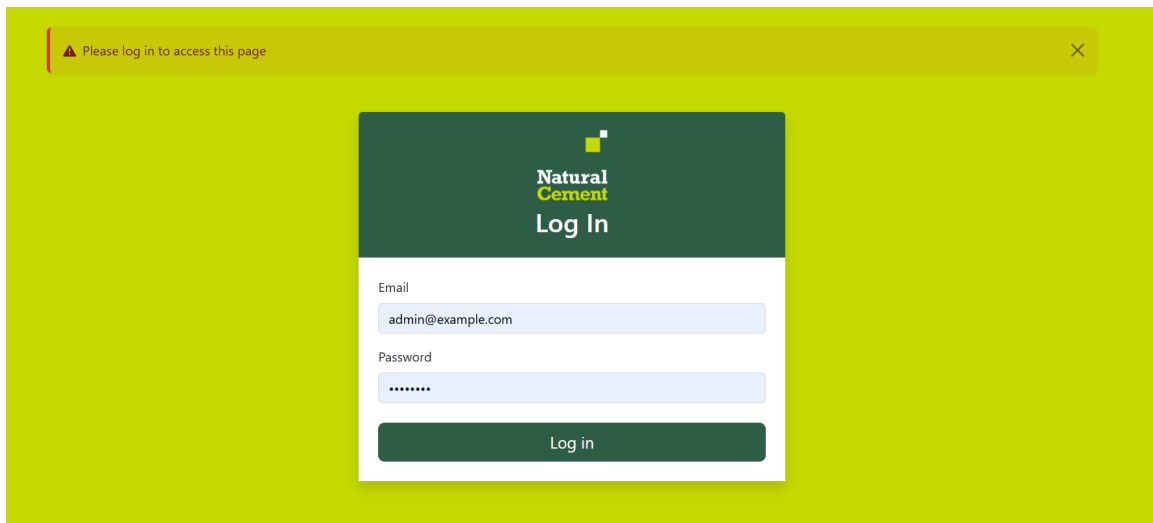 Please log in to access this page
Natural
Cement
Log In
Email
admin@example.com
Password
••••••••
Log in